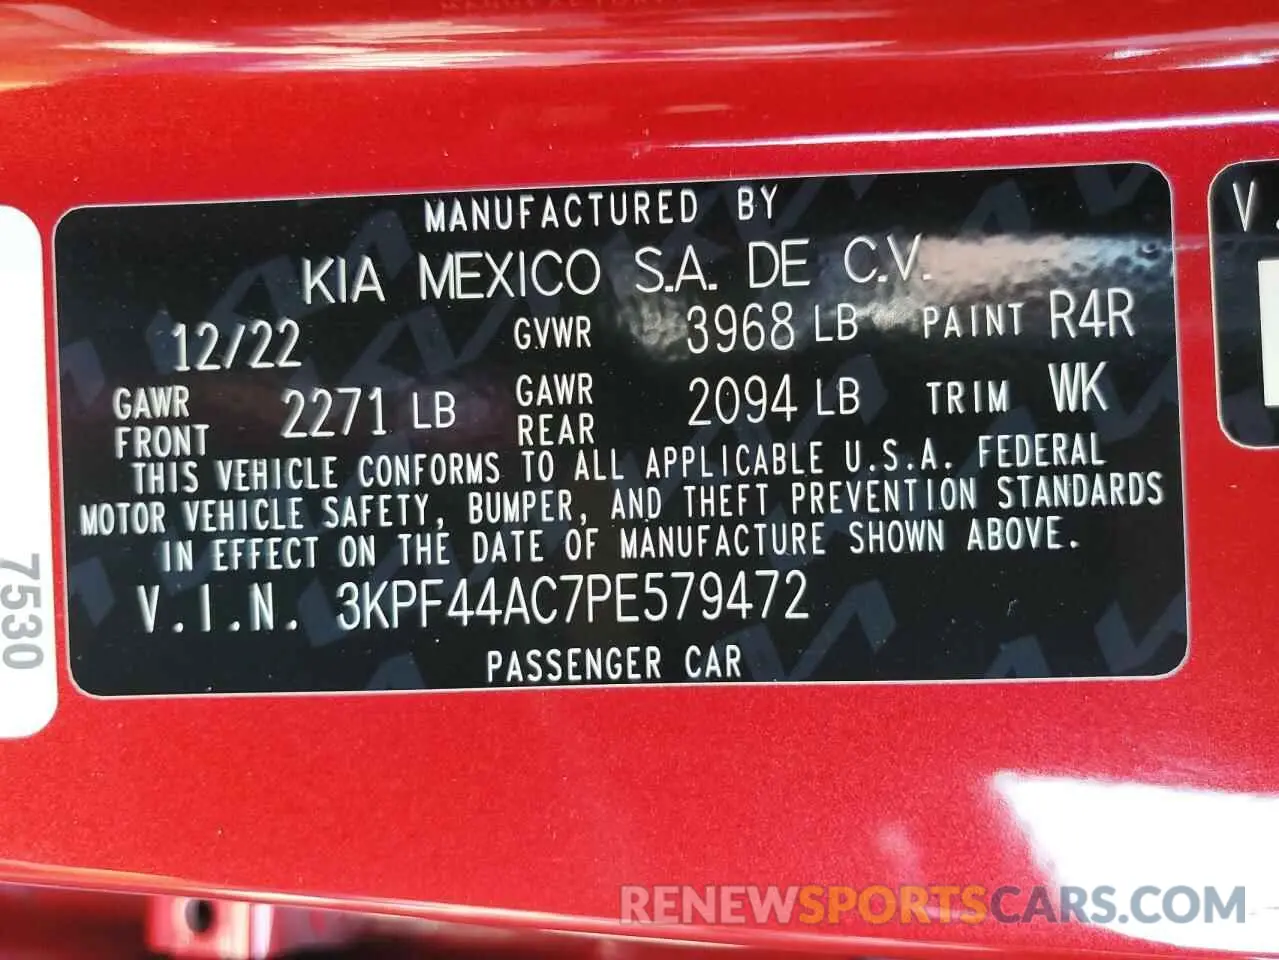 MANUFACTURED BY
KIA MEXICO S.A. DE C.V.
12/22 GVWR 3968 LB PAINT R4R
GAWR FRONT 2271 LB GAWR REAR 2094 LB TRIM WK
THIS VEHICLE CONFORMS TO ALL APPLICABLE U.S.A. FEDERAL
MOTOR VEHICLE SAFETY, BUMPER, AND THEFT PREVENTION STANDARDS
IN EFFECT ON THE DATE OF MANUFACTURE SHOWN ABOVE.
V.I.N. 3KPF44AC7PE579472
PASSENGER CAR
7530
V.
RENEWSPORTSCARS.COM